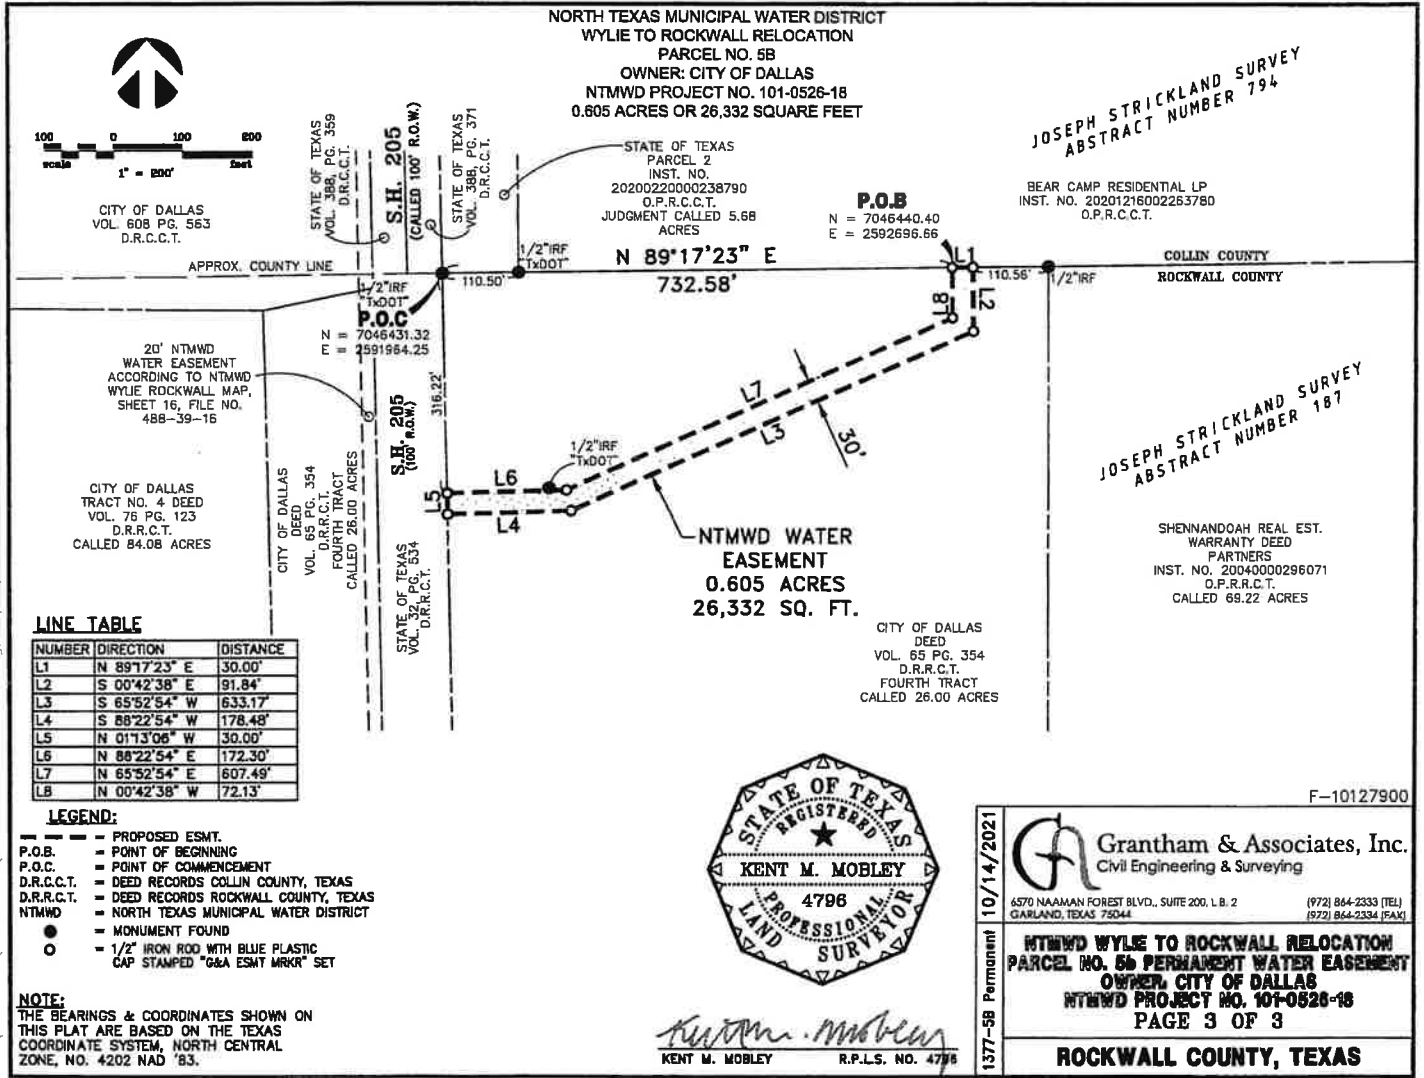 NORTH TEXAS MUNICIPAL WATER DISTRICT
WYLIE TO ROCKWALL RELOCATION
PARCEL NO. 5B
OWNER: CITY OF DALLAS
NTMWD PROJECT NO. 101-0526-18
0.605 ACRES OR 26,332 SQUARE FEET
100 0 100 200
scale 1" = 200' feet
CITY OF DALLAS
VOL. 608 PG. 563
D.R.C.C.T.
STATE OF TEXAS
VOL. 388, PG. 359
D.R.C.C.T.
S.H. 205
(CALLED 100' R.O.W.)
STATE OF TEXAS
VOL. 388, PG. 371
D.R.C.C.T.
STATE OF TEXAS
PARCEL 2
INST. NO.
20200220000238790
O.P.R.C.C.T.
JUDGMENT CALLED 5.68
ACRES
P.O.B
N = 7046440.40
E = 2592696.66
JOSEPH STRICKLAND SURVEY
ABSTRACT NUMBER 794
BEAR CAMP RESIDENTIAL LP
INST. NO. 20201216002263780
O.P.R.C.C.T.
APPROX. COUNTY LINE
1/2"IRF
"TxDOT"
110.50'
1/2"IRF
"TxDOT"
N 89°17'23" E
732.58'
L1
110.56'
1/2"IRF
COLLIN COUNTY
ROCKWALL COUNTY
P.O.C
N = 7046431.32
E = 2591964.25
L8
L2
20' NTMWD
WATER EASEMENT
ACCORDING TO NTMWD
WYLIE ROCKWALL MAP,
SHEET 16, FILE NO.
488-39-16
316.22'
S.H. 205
(100' R.O.W.)
L7
L3
30'
1/2"IRF
"TxDOT"
L6
L5
L4
JOSEPH STRICKLAND SURVEY
ABSTRACT NUMBER 187
CITY OF DALLAS
TRACT NO. 4 DEED
VOL. 76 PG. 123
D.R.R.C.T.
CALLED 84.08 ACRES
CITY OF DALLAS
DEED
VOL. 65 PG. 354
D.R.R.C.T.
FOURTH TRACT
CALLED 26.00 ACRES
STATE OF TEXAS
VOL. 32, PG. 534
D.R.R.C.T.
NTMWD WATER
EASEMENT
0.605 ACRES
26,332 SQ. FT.
SHENNANDOAH REAL EST.
WARRANTY DEED
PARTNERS
INST. NO. 20040000296071
O.P.R.R.C.T.
CALLED 69.22 ACRES
CITY OF DALLAS
DEED
VOL. 65 PG. 354
D.R.R.C.T.
FOURTH TRACT
CALLED 26.00 ACRES
LINE TABLE
NUMBER DIRECTION DISTANCE
L1 N 89°17'23" E 30.00'
L2 S 00°42'38" E 91.84'
L3 S 65°52'54" W 633.17'
L4 S 88°22'54" W 178.48'
L5 N 01°13'06" W 30.00'
L6 N 88°22'54" E 172.30'
L7 N 65°52'54" E 607.49'
L8 N 00°42'38" W 72.13'
LEGEND:
= PROPOSED ESMT.
P.O.B. = POINT OF BEGINNING
P.O.C. = POINT OF COMMENCEMENT
D.R.C.C.T. = DEED RECORDS COLLIN COUNTY, TEXAS
D.R.R.C.T. = DEED RECORDS ROCKWALL COUNTY, TEXAS
NTMWD = NORTH TEXAS MUNICIPAL WATER DISTRICT
= MONUMENT FOUND
= 1/2" IRON ROD WITH BLUE PLASTIC
CAP STAMPED "G&A ESMT MRKR" SET
NOTE:
THE BEARINGS & COORDINATES SHOWN ON
THIS PLAT ARE BASED ON THE TEXAS
COORDINATE SYSTEM, NORTH CENTRAL
ZONE, NO. 4202 NAD '83.
STATE OF TEXAS
REGISTERED
KENT M. MOBLEY
4796
PROFESSIONAL
LAND SURVEYOR
Kent M. Mobley
KENT M. MOBLEY R.P.L.S. NO. 4796
F-10127900
1377-5B Permanent 10/14/2021
GA
Grantham & Associates, Inc.
Civil Engineering & Surveying
6570 NAAMAN FOREST BLVD., SUITE 200, L.B. 2 (972) 864-2333 (TEL)
GARLAND, TEXAS 75044 (972) 864-2334 (FAX)
NTMWD WYLIE TO ROCKWALL RELOCATION
PARCEL NO. 5b PERMANENT WATER EASEMENT
OWNER, CITY OF DALLAS
NTMWD PROJECT NO. 101-0526-18
PAGE 3 OF 3
ROCKWALL COUNTY, TEXAS